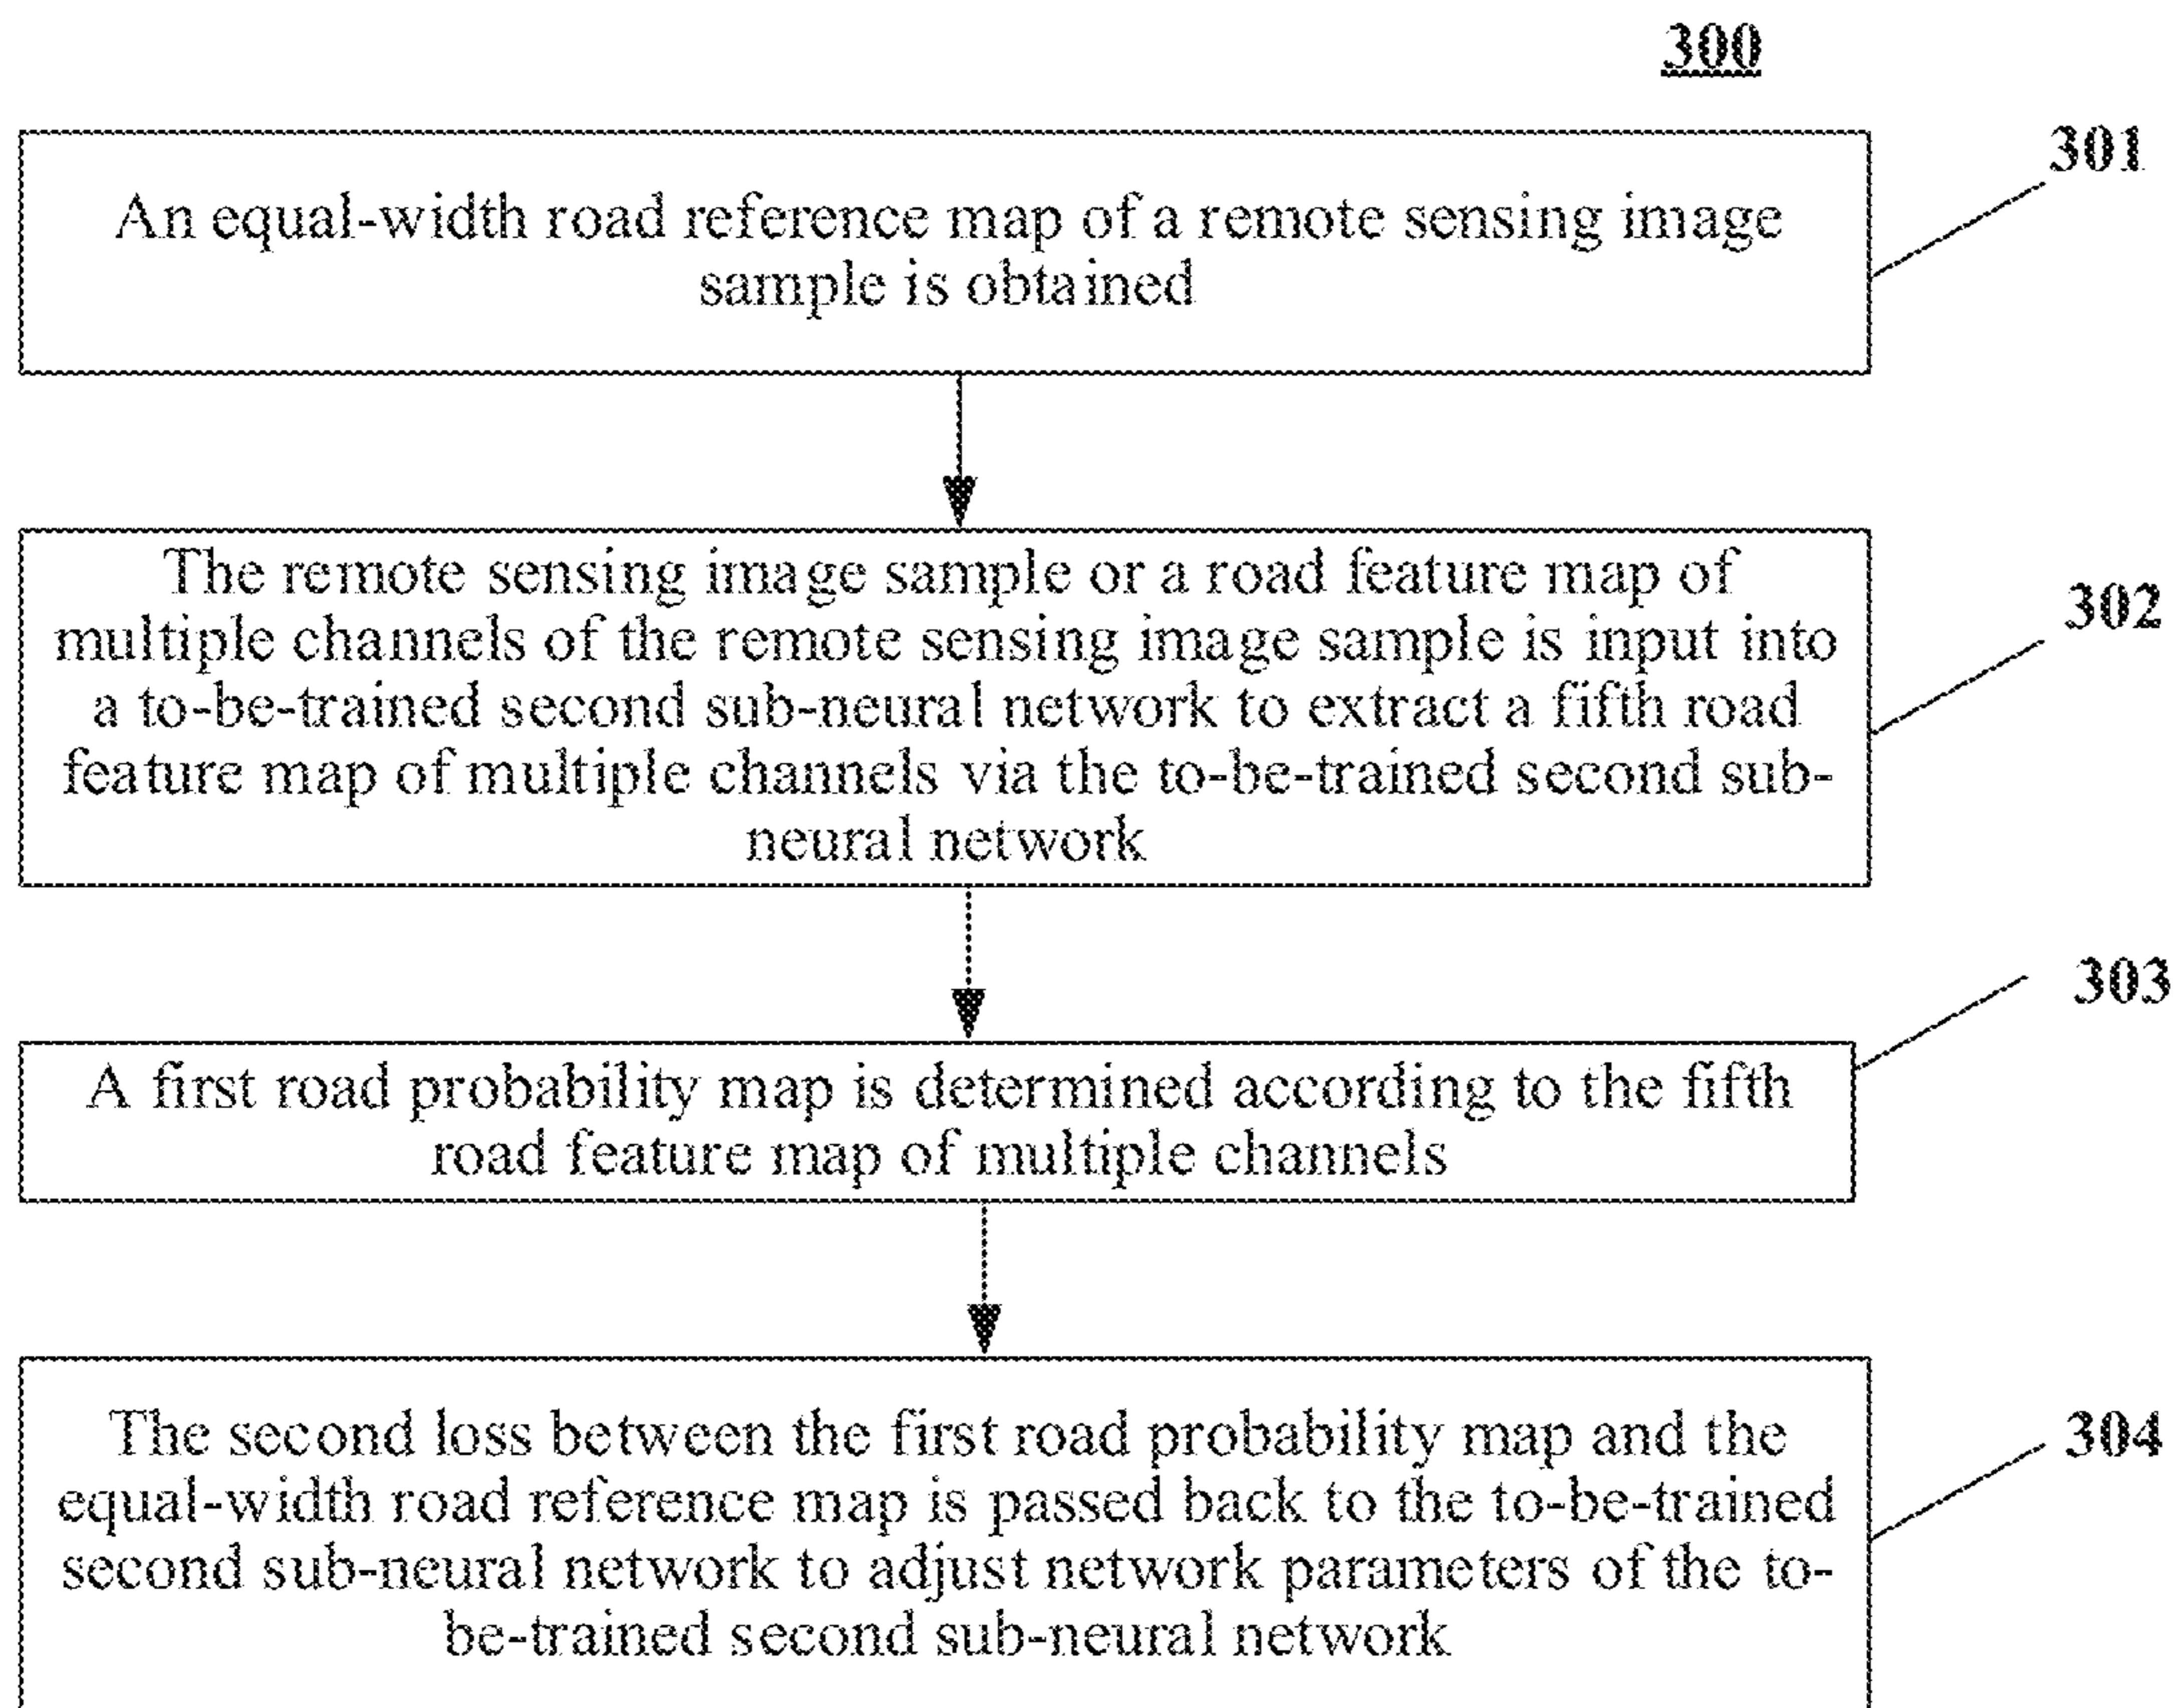 300
301
An equal-width road reference map of a remote sensing image
sample is obtained
302
The remote sensing image sample or a road feature map of
multiple channels of the remote sensing image sample is input into
a to-be-trained second sub-neural network to extract a fifth road
feature map of multiple channels via the to-be-trained second sub-
neural network
303
A first road probability map is determined according to the fifth
road feature map of multiple channels
304
The second loss between the first road probability map and the
equal-width road reference map is passed back to the to-be-trained
second sub-neural network to adjust network parameters of the to-
be-trained second sub-neural network